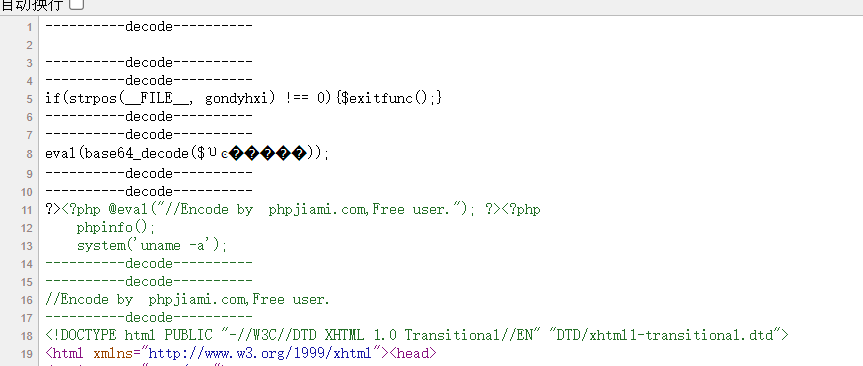 自动换行
1 ----------decode----------
2
3 ----------decode----------
4 ----------decode----------
5 if(strpos(__FILE__, gondyhxi) !== 0){$exitfunc();}
6 ----------decode----------
7 ----------decode----------
8 eval(base64_decode($�����));
9 ----------decode----------
10 ----------decode----------
11 ?><?php @eval("//Encode by  phpjiami.com,Free user."); ?><?php
12     phpinfo();
13     system('uname -a');
14 ----------decode----------
15 ----------decode----------
16 //Encode by  phpjiami.com,Free user.
17 ----------decode----------
18 <!DOCTYPE html PUBLIC "-//W3C//DTD XHTML 1.0 Transitional//EN" "DTD/xhtml1-transitional.dtd">
19 <html xmlns="http://www.w3.org/1999/xhtml"><head>